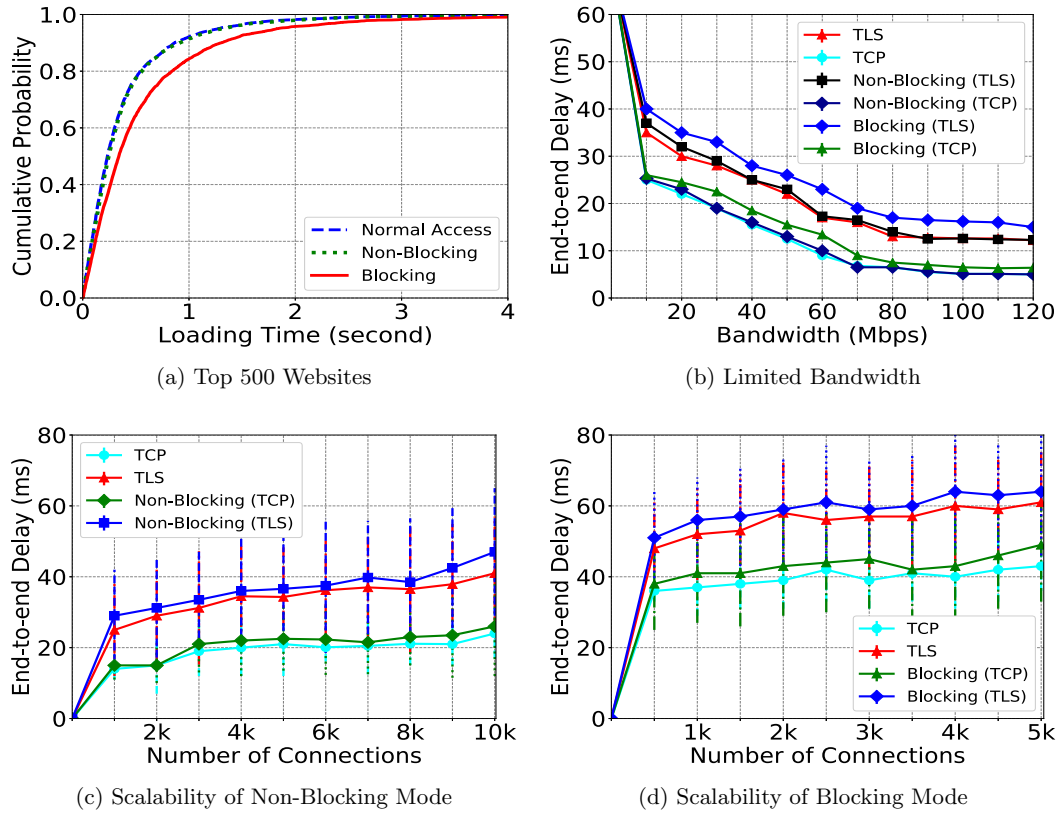 Cumulative Probability
1.0
0.8
0.6
0.4
0.2
0.0
0 1 2 3 4
Loading Time (second)
Normal Access
Non-Blocking
Blocking
(a) Top 500 Websites
End-to-end Delay (ms)
60
50
40
30
20
10
0
20 40 60 80 100 120
Bandwidth (Mbps)
TLS
TCP
Non-Blocking (TLS)
Non-Blocking (TCP)
Blocking (TLS)
Blocking (TCP)
(b) Limited Bandwidth
End-to-end Delay (ms)
80
60
40
20
0
2k 4k 6k 8k 10k
Number of Connections
TCP
TLS
Non-Blocking (TCP)
Non-Blocking (TLS)
(c) Scalability of Non-Blocking Mode
End-to-end Delay (ms)
80
60
40
20
0
1k 2k 3k 4k 5k
Number of Connections
TCP
TLS
Blocking (TCP)
Blocking (TLS)
(d) Scalability of Blocking Mode